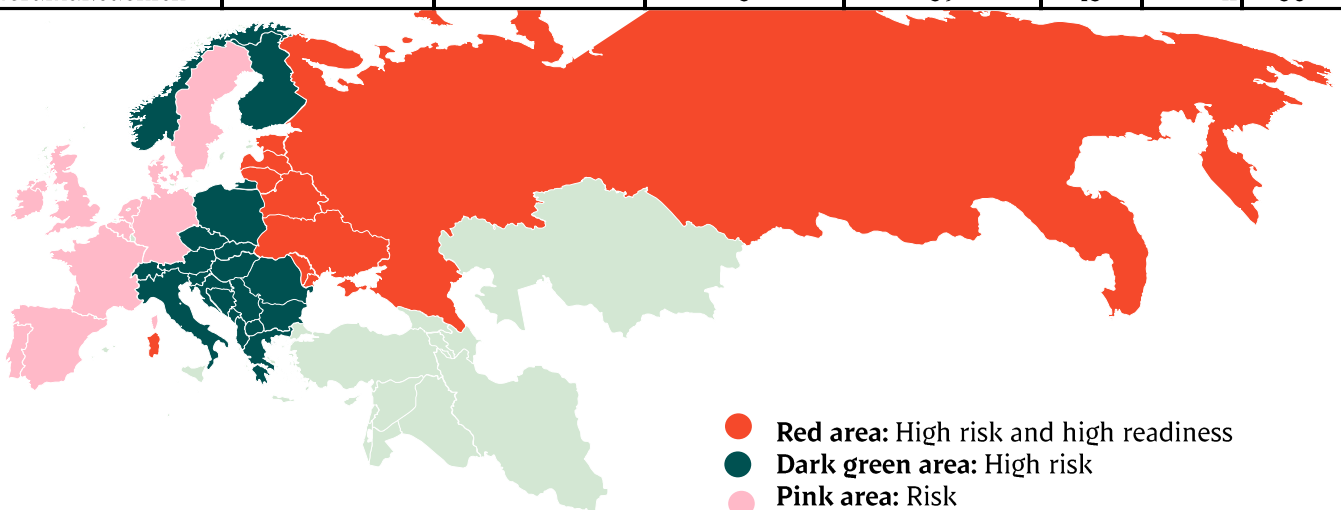 Red area: High risk and high readiness
Dark green area: High risk
Pink area: Risk